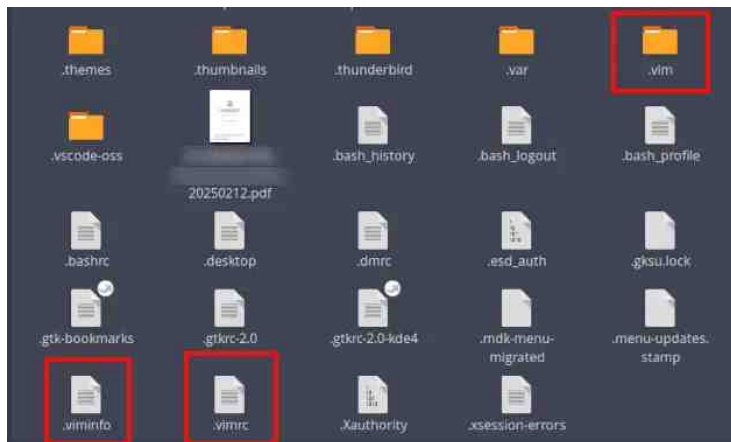 .themes
.thumbnails
.thunderbird
.var
.vim
.vscode-oss
20250212.pdf
.bash_history
.bash_logout
.bash_profile
.bashrc
.desktop
.dmrc
.esd_auth
.gksu.lock
.gtk-bookmarks
.gtkrc-2.0
.gtkrc-2.0-kde4
.mdk-menu-
migrated
.menu-updates.
stamp
.viminfo
.vimrc
.Xauthority
.xsession-errors